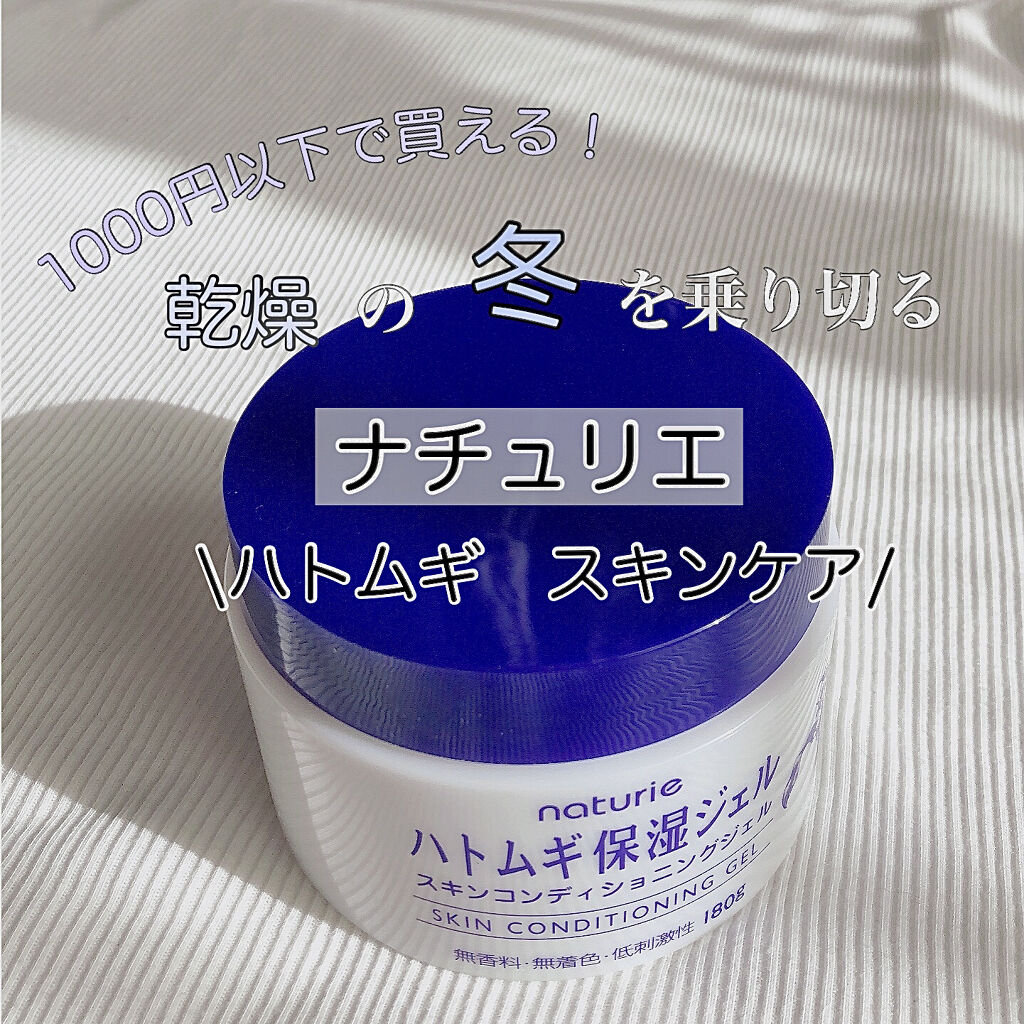 1000円以下で買える！
乾燥の冬を乗り切る
ナチュリエ
\ハトムギ　スキンケア/
naturie
ハトムギ保湿ジェル
スキンコンディショニングジェル
SKIN CONDITIONING GEL
180g
無香料·無着色·低刺激性